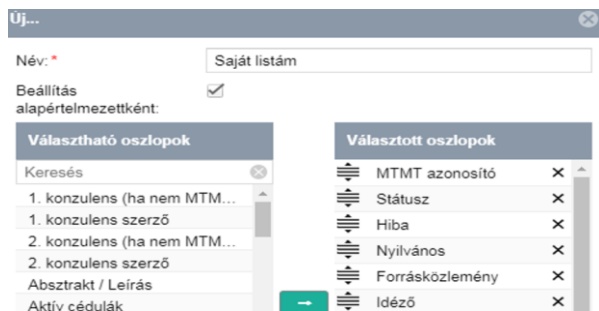 Új...
Név: * Saját listám
Beállítás
alapértelmezettként:
Választható oszlopok
Keresés
1. konzulens (ha nem MTM...
1. konzulens szerző
2. konzulens (ha nem MTM...
2. konzulens szerző
Absztrakt / Leírás
Aktív cédulák
Választott oszlopok
MTMT azonosító
Státusz
Hiba
Nyilvános
Forrásközlemény
Idéző